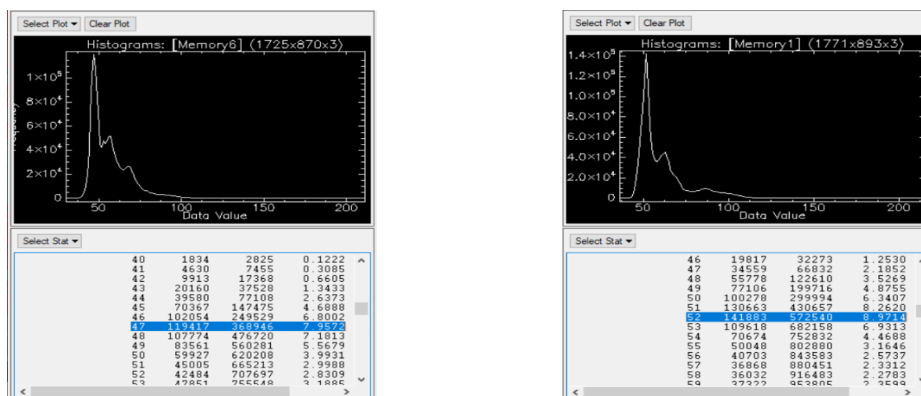 Select Plot Clear Plot
Histograms: [Memory6] (1725x870x3)
1×10⁵
8×10⁴
6×10⁴
4×10⁴
2×10⁴
0
50 100 150 200
Data Value
Select Stat
40 1834 2825 0.1222
41 4630 7455 0.3085
42 9913 17368 0.6605
43 20160 37528 1.3433
44 39580 77108 2.6373
45 70367 147475 4.6888
46 102054 249529 6.8002
47 119417 368946 7.9572
48 107774 476720 7.1813
49 83561 560281 5.5679
50 59927 620208 3.9931
51 45005 665213 2.9988
52 42484 707697 2.8309
53 47851 755548 3.1885
Select Plot Clear Plot
Histograms: [Memory1] (1771x893x3)
1.4×10⁵
1.2×10⁵
1.0×10⁵
8.0×10⁴
6.0×10⁴
4.0×10⁴
2.0×10⁴
0
50 100 150 200
Data Value
Select Stat
46 19817 32273 1.2530
47 34559 66832 2.1852
48 55778 122610 3.5269
49 77106 199716 4.8755
50 100278 299994 6.3407
51 130663 430657 8.2620
52 141883 572540 8.9714
53 109618 682158 6.9313
54 70674 752832 4.4688
55 50048 802880 3.1646
56 40703 843583 2.5737
57 36868 880451 2.3312
58 36032 916483 2.2783
59 37322 953805 2.3599